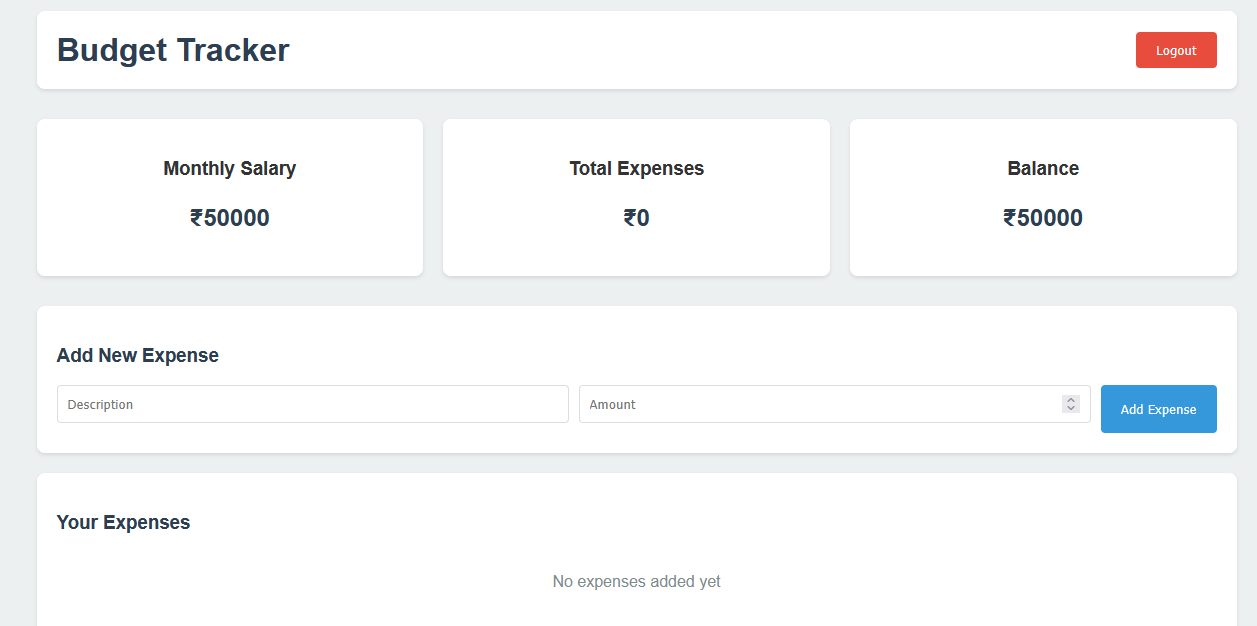 Budget Tracker
Logout
Monthly Salary
Total Expenses
Balance
₹50000
₹0
₹50000
Add New Expense
Description
Amount
Add Expense
Your Expenses
No expenses added yet